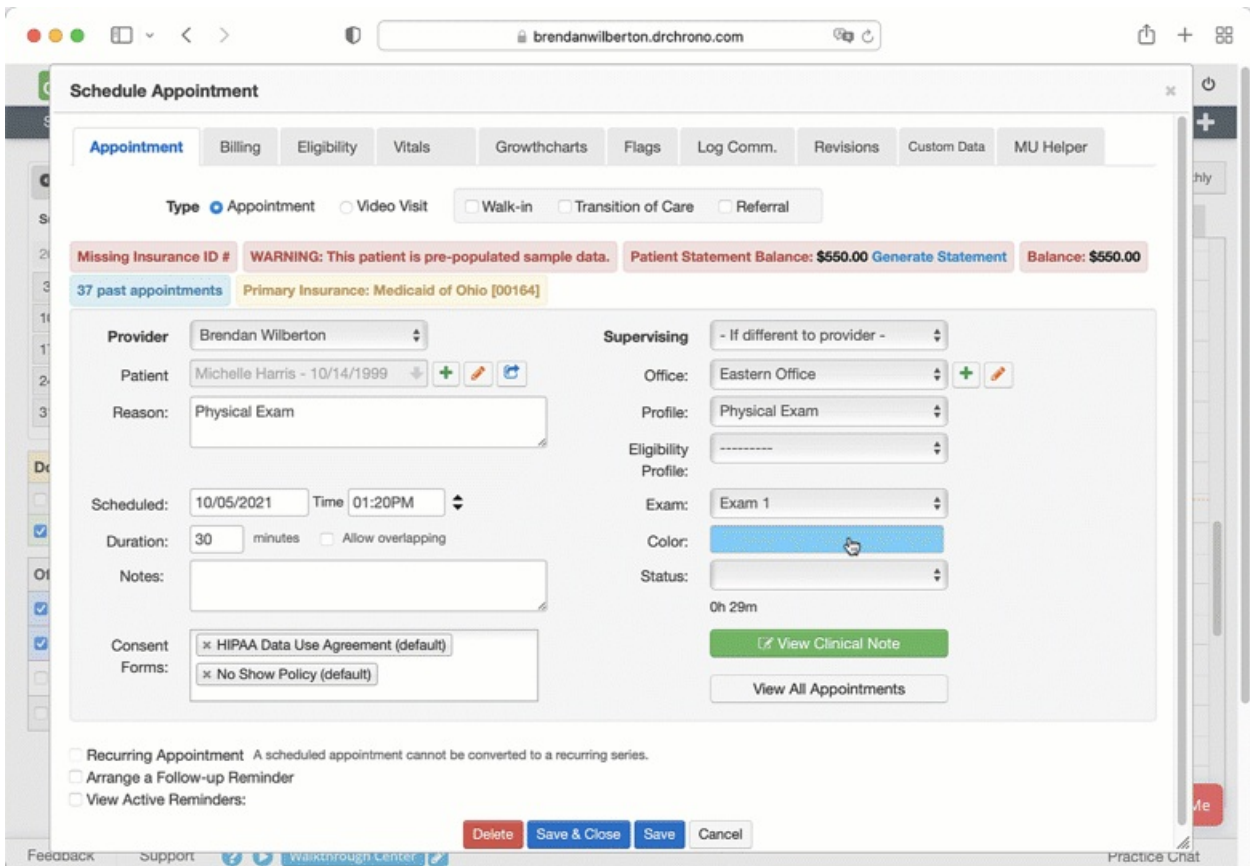 brendanwilberton.drchrono.com
Schedule Appointment
Appointment Billing Eligibility Vitals Growthcharts Flags Log Comm. Revisions Custom Data MU Helper
Type Appointment Video Visit Walk-in Transition of Care Referral
Missing Insurance ID # WARNING: This patient is pre-populated sample data. Patient Statement Balance: $550.00 Generate Statement Balance: $550.00
37 past appointments Primary Insurance: Medicaid of Ohio [00164]
Provider Brendan Wilberton Supervising - If different to provider -
Patient Michelle Harris - 10/14/1999 Office: Eastern Office
Reason: Physical Exam Profile: Physical Exam
Eligibility Profile: ---------
Scheduled: 10/05/2021 Time 01:20PM Exam: Exam 1
Duration: 30 minutes Allow overlapping Color:
Notes: Status:
0h 29m
Consent Forms: × HIPAA Data Use Agreement (default) View Clinical Note
× No Show Policy (default) View All Appointments
Recurring Appointment A scheduled appointment cannot be converted to a recurring series.
Arrange a Follow-up Reminder
View Active Reminders:
Delete Save & Close Save Cancel
Feedback Support Walkthrough Center Practice Chat